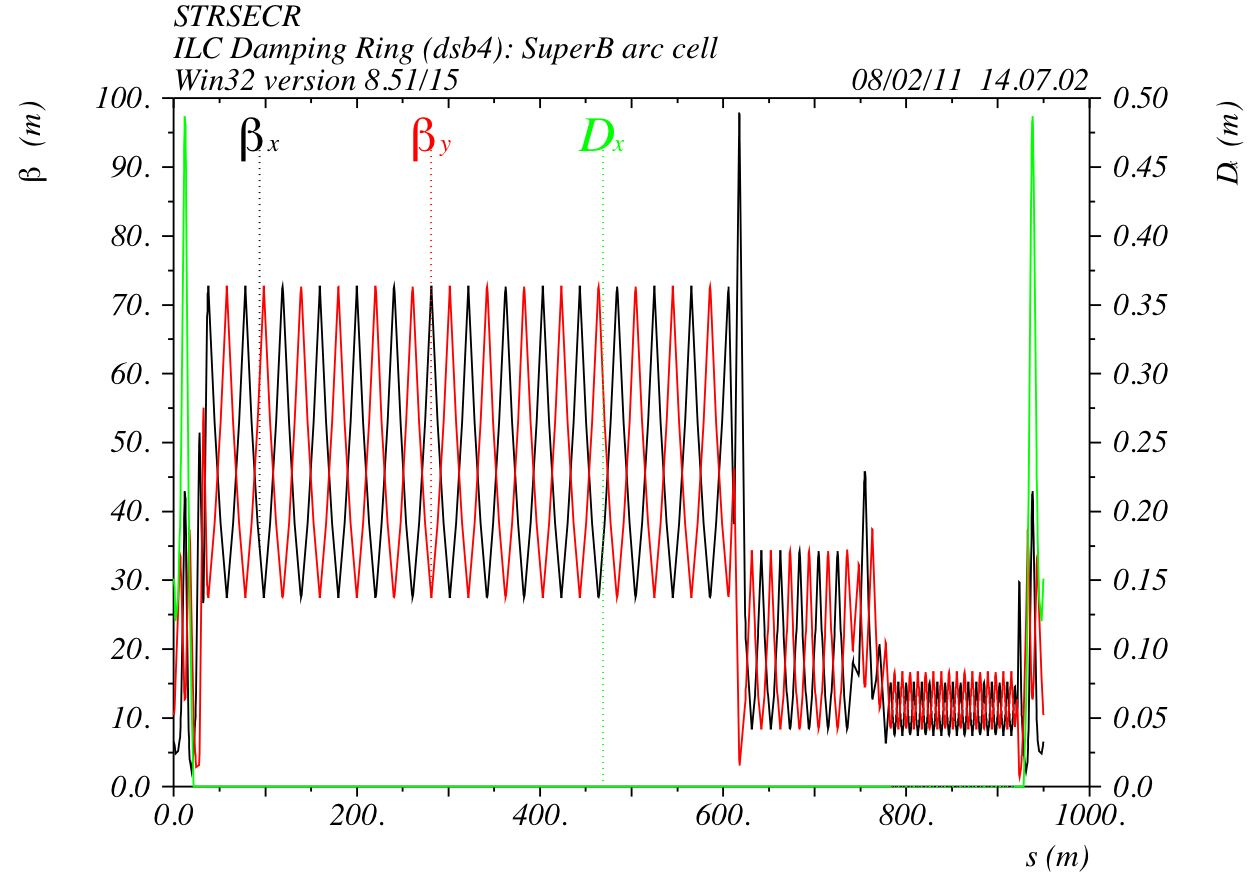 STRSECR
ILC Damping Ring (dsb4): SuperB arc cell
Win32 version 8.51/15 08/02/11 14.07.02
β (m)
Dx (m)
βx βy Dx
100. 0.50
90. 0.45
80. 0.40
70. 0.35
60. 0.30
50. 0.25
40. 0.20
30. 0.15
20. 0.10
10. 0.05
0.0 0.0
0.0 200. 400. 600. 800. 1000.
s (m)